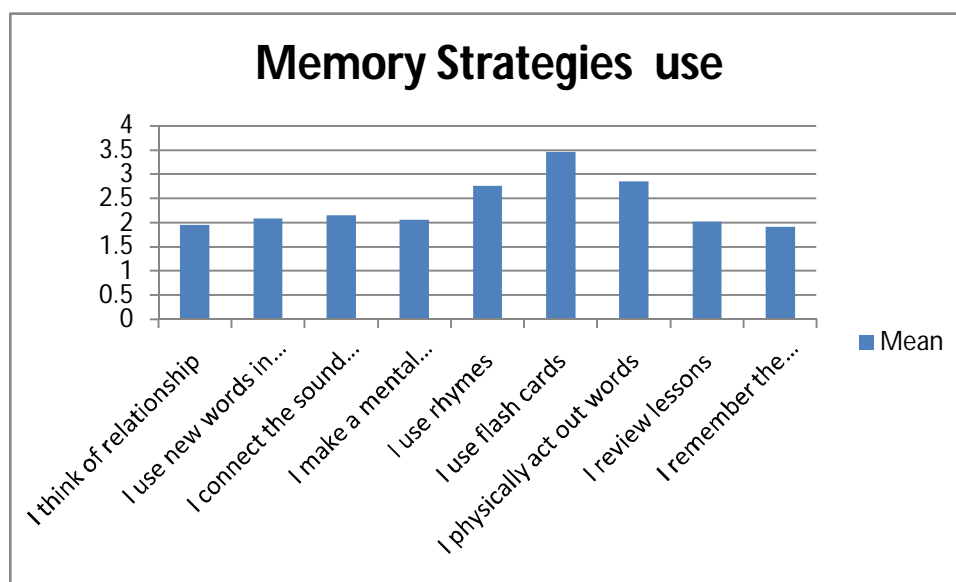 Memory Strategies use
4
3.5
3
2.5
2
1.5
1
0.5
0
Mean
I think of relationship
I use new words in...
I connect the sound...
I make a mental...
I use rhymes
I use flash cards
I physically act out words
I review lessons
I remember the...